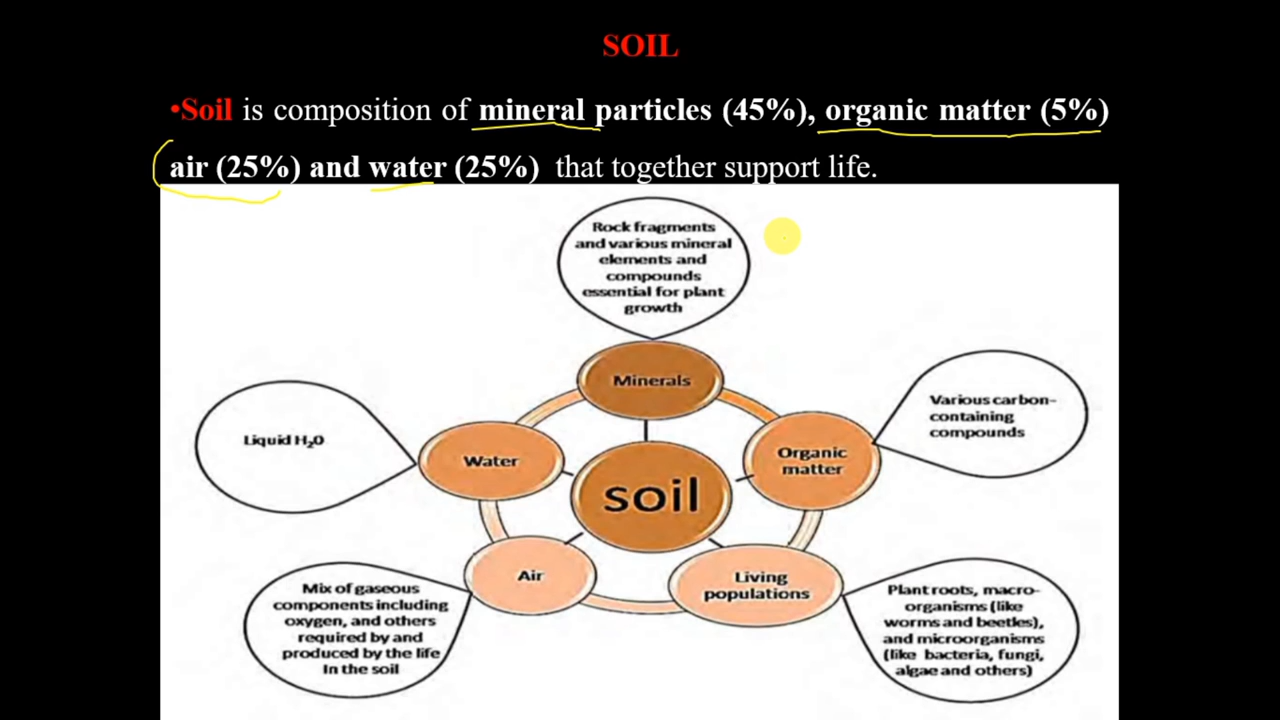 SOIL
•Soil is composition of mineral particles (45%), organic matter (5%)
air (25%) and water (25%) that together support life.
Rock fragments
and various mineral
elements and
compounds
essential for plant
growth
Minerals
Various carbon-
containing
compounds
Liquid H₂0
Water
Organic
matter
soil
Air
Living
populations
Mix of gaseous
components including
oxygen, and others
required by and
produced by the life
In the soil
Plant roots, macro-
organisms (like
worms and beetles),
and microorganisms
(like bacteria, fungi,
algae and others)